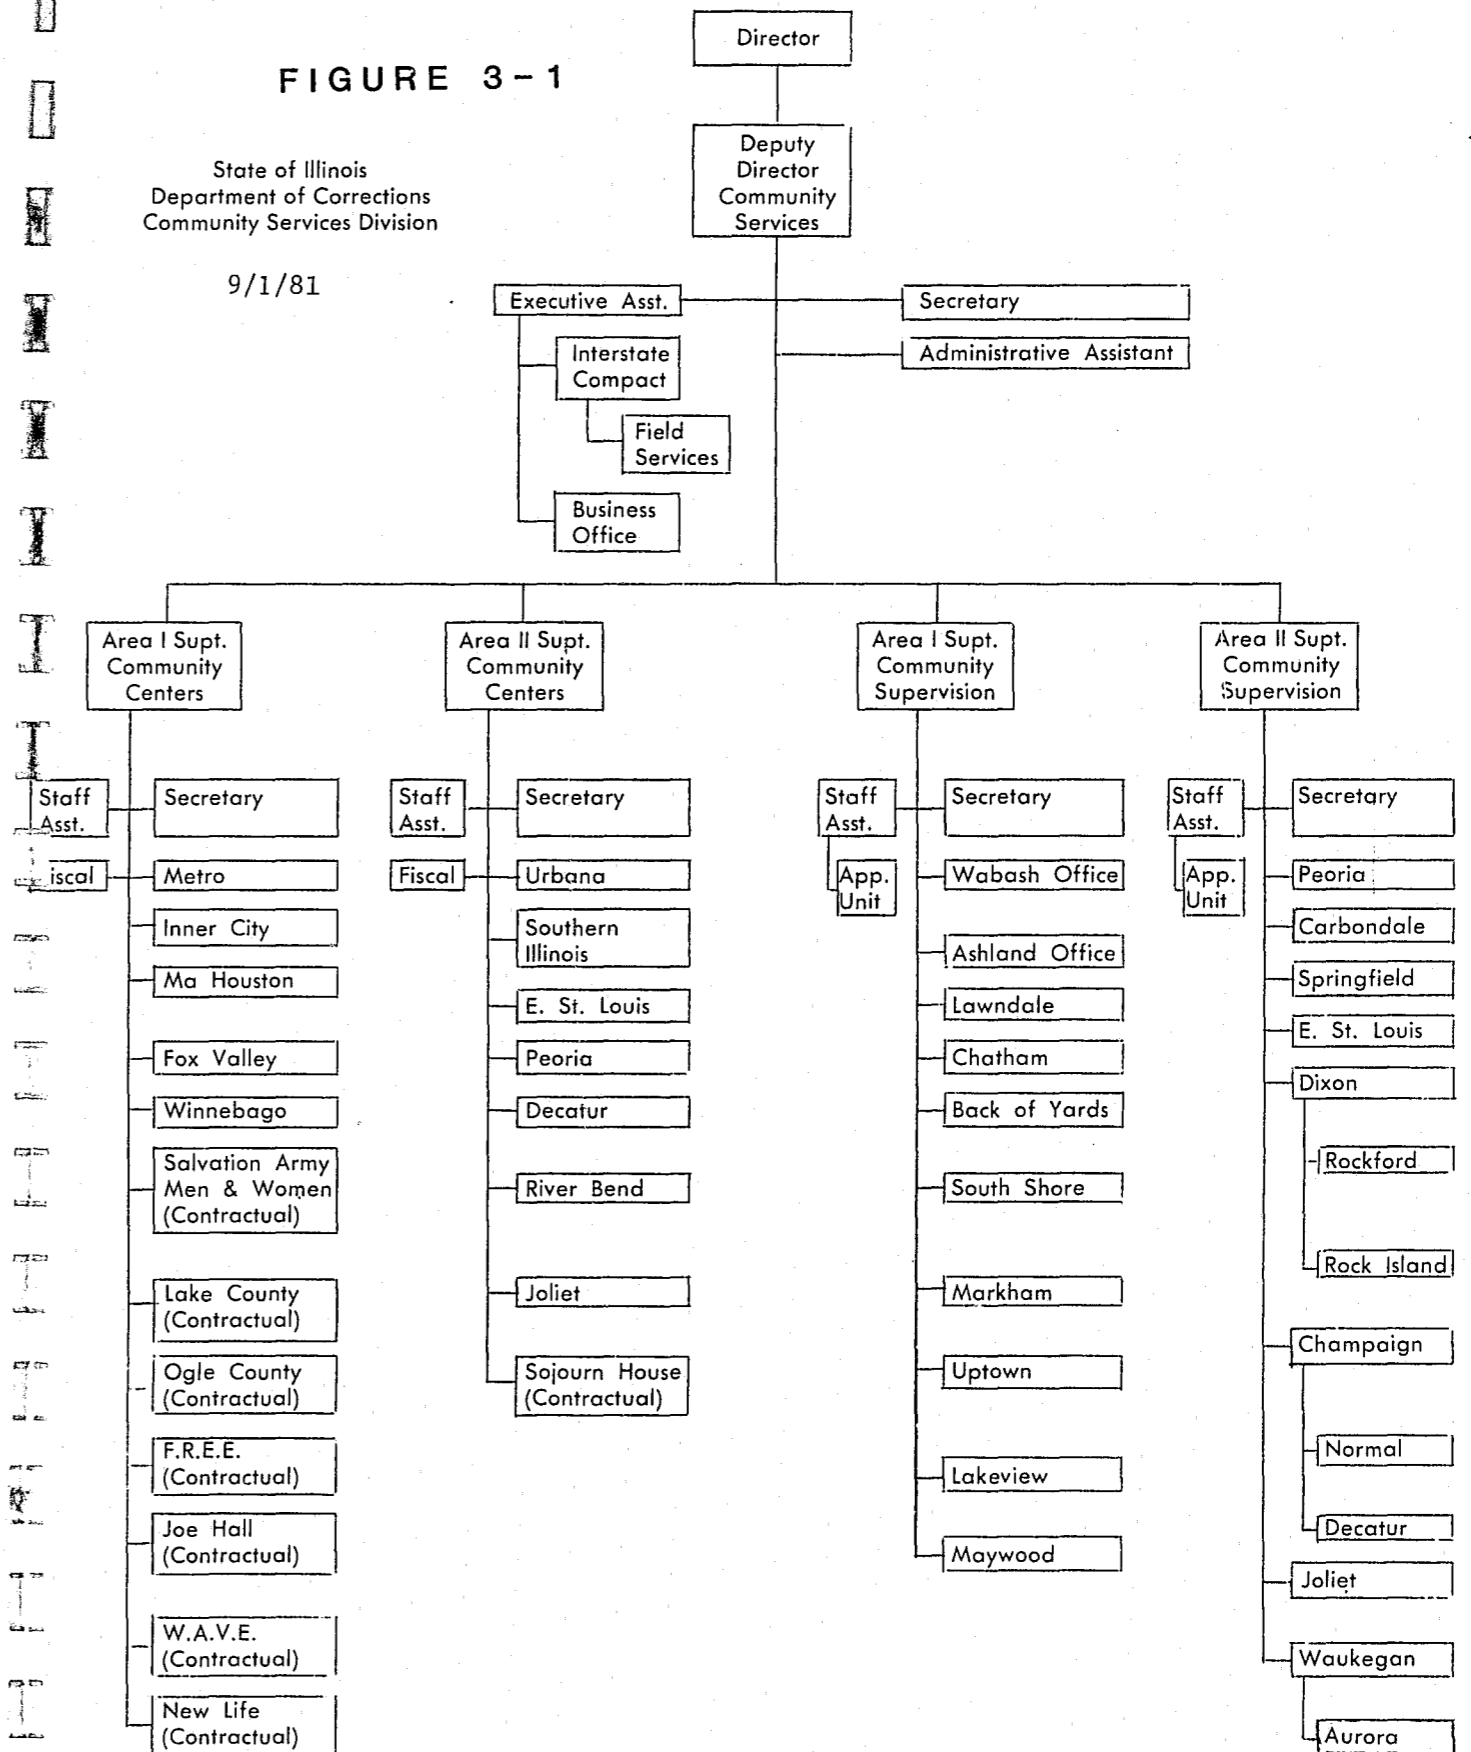 Director
FIGURE 3-1
Deputy
Director
Community
Services
State of Illinois
Department of Corrections
Community Services Division
9/1/81
Executive Asst.
Secretary
Administrative Assistant
Interstate
Compact
Field
Services
Business
Office
Area I Supt.
Community
Centers
Staff
Asst.
Secretary
iscal
Metro
Inner City
Ma Houston
Fox Valley
Winnebago
Salvation Army
Men & Women
(Contractual)
Lake County
(Contractual)
Ogle County
(Contractual)
F.R.E.E.
(Contractual)
Joe Hall
(Contractual)
W.A.V.E.
(Contractual)
New Life
(Contractual)
Area II Supt.
Community
Centers
Staff
Asst.
Secretary
Fiscal
Urbana
Southern
Illinois
E. St. Louis
Peoria
Decatur
River Bend
Joliet
Sojourn House
(Contractual)
Area I Supt.
Community
Supervision
Staff
Asst.
Secretary
App.
Unit
Wabash Office
Ashland Office
Lawndale
Chatham
Back of Yards
South Shore
Markham
Uptown
Lakeview
Maywood
Area II Supt.
Community
Supervision
Staff
Asst.
Secretary
App.
Unit
Peoria
Carbondale
Springfield
E. St. Louis
Dixon
Rockford
Rock Island
Champaign
Normal
Decatur
Joliet
Waukegan
Aurora